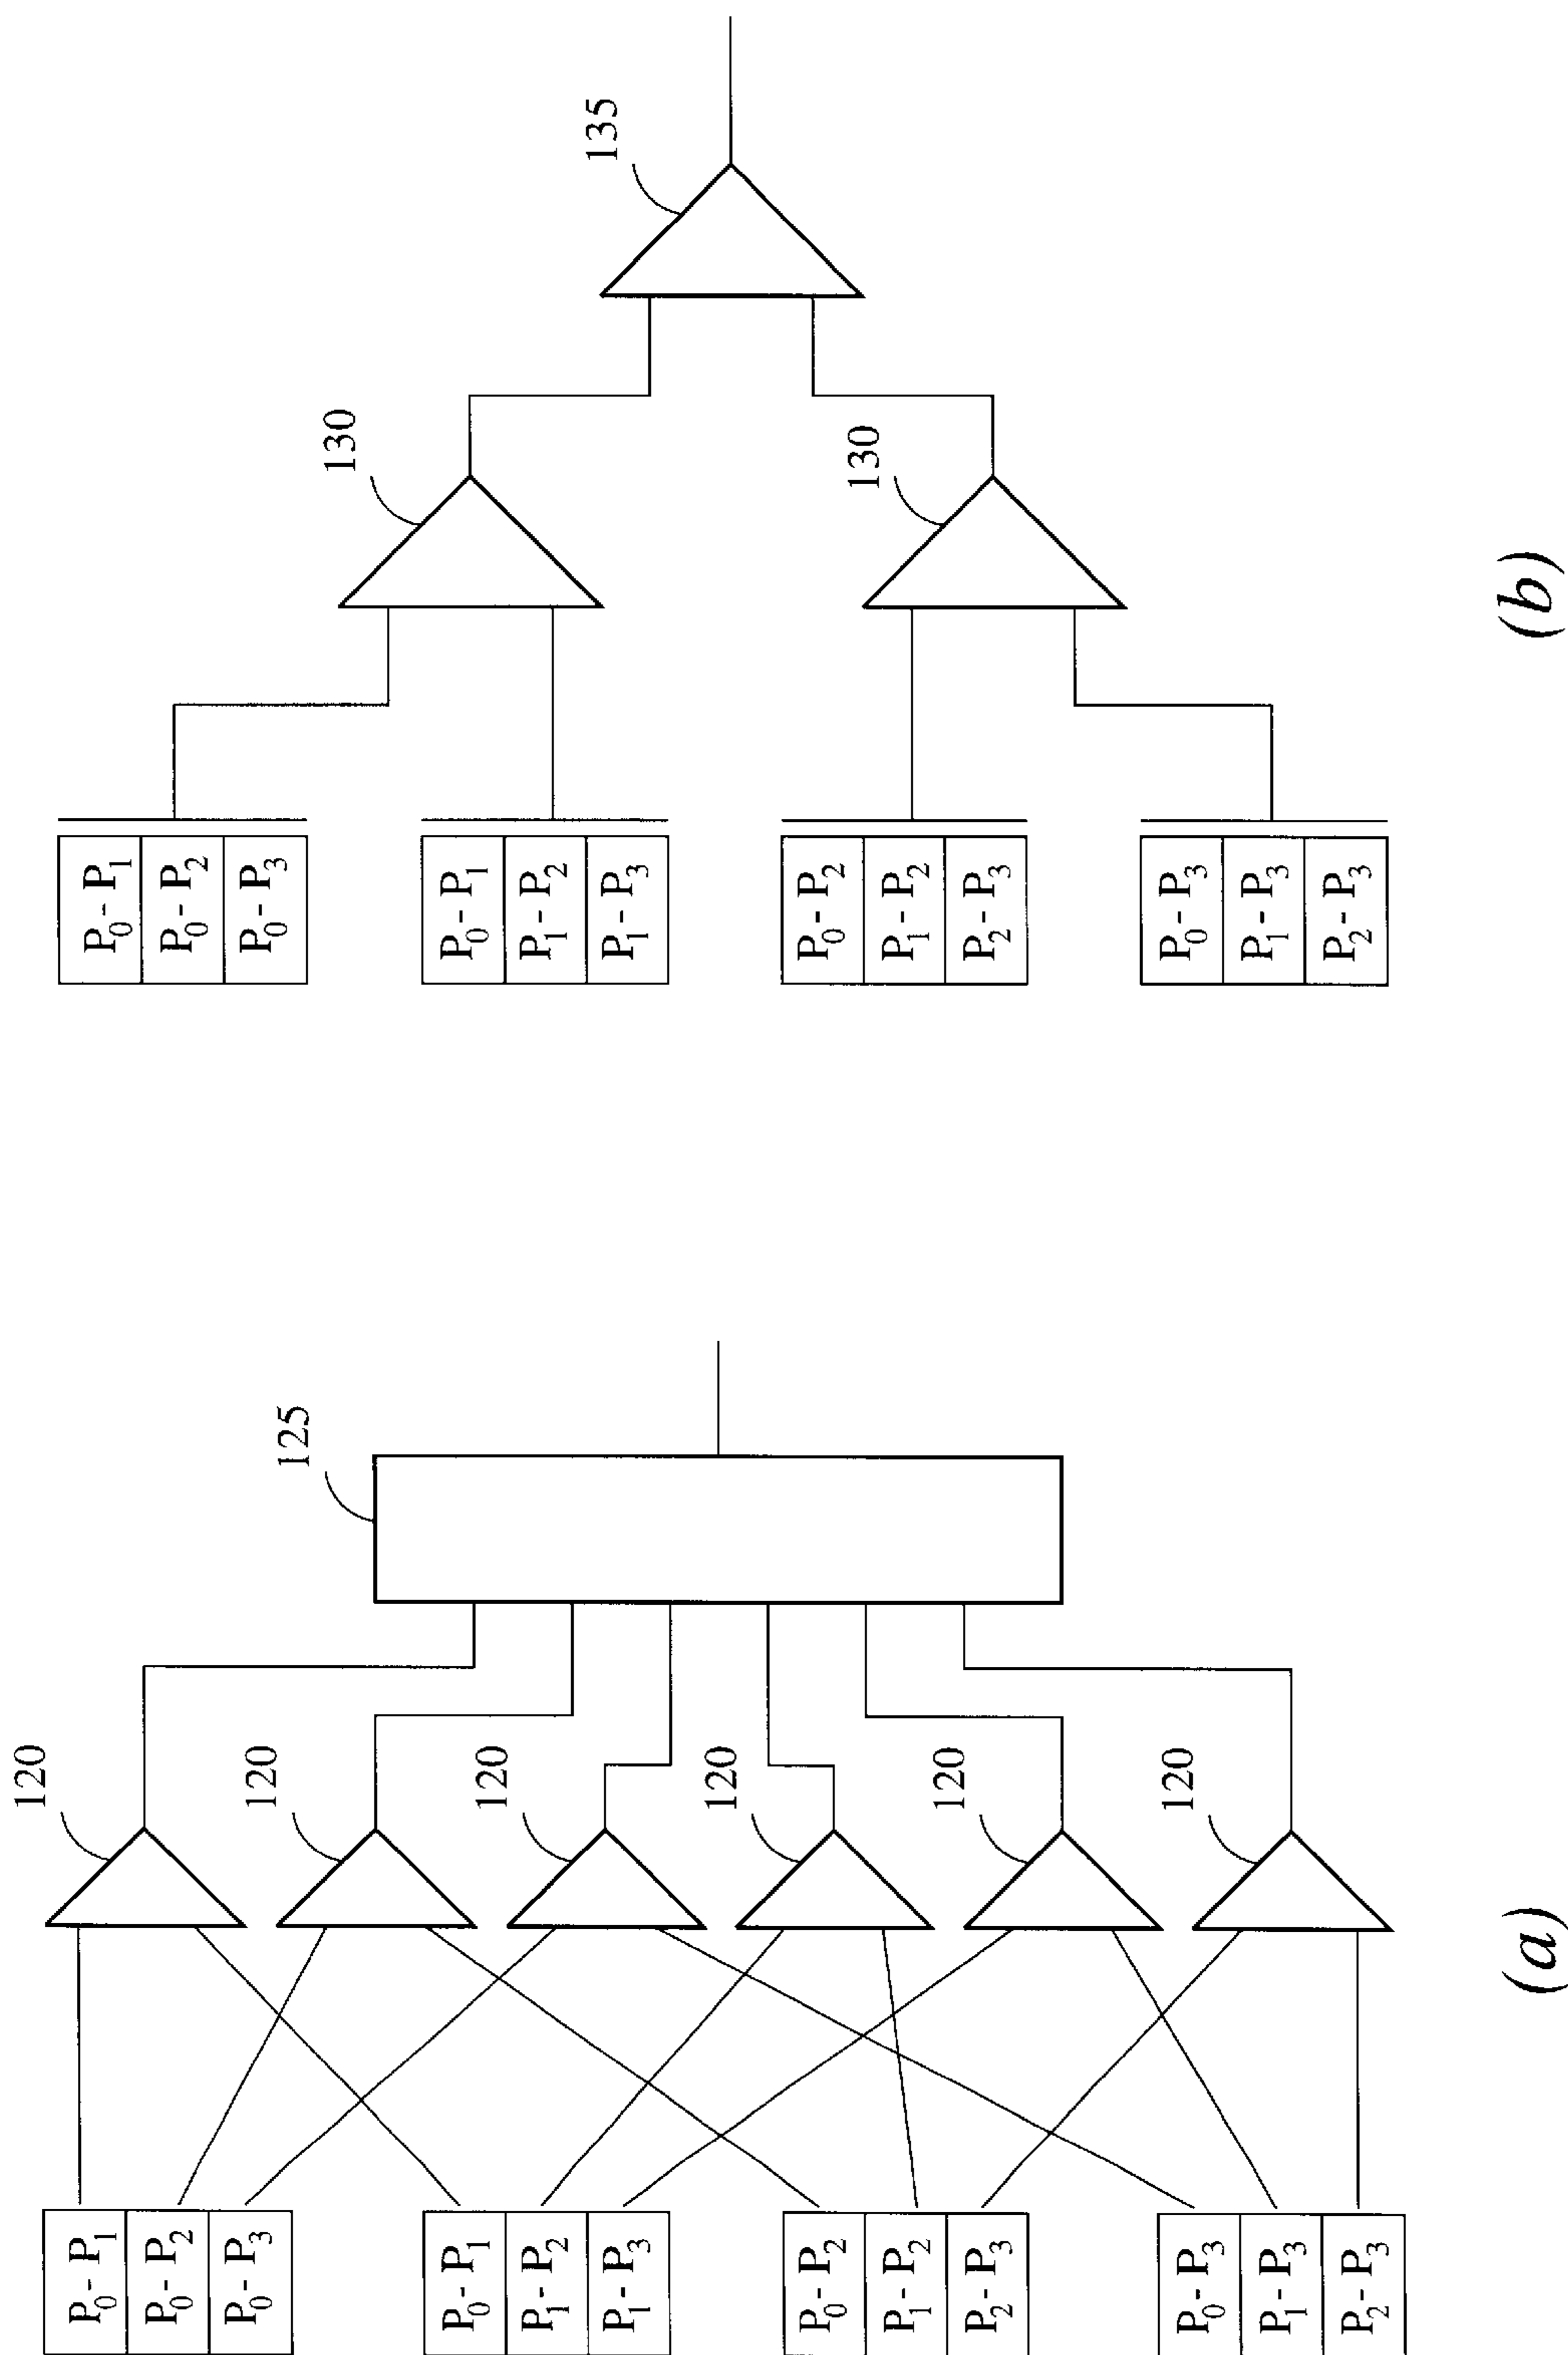 120
120
120
120
120
120
125
P₀ - P₁
P₀ - P₂
P₀ - P₃
P₀ - P₁
P₁ - P₂
P₁ - P₃
P₀ - P₂
P₁ - P₂
P₂ - P₃
P₀ - P₃
P₁ - P₃
P₂ - P₃
(a)
130
130
135
P₀ - P₁
P₀ - P₂
P₀ - P₃
P₀ - P₁
P₁ - P₂
P₁ - P₃
P₀ - P₂
P₁ - P₂
P₂ - P₃
P₀ - P₃
P₁ - P₃
P₂ - P₃
(b)